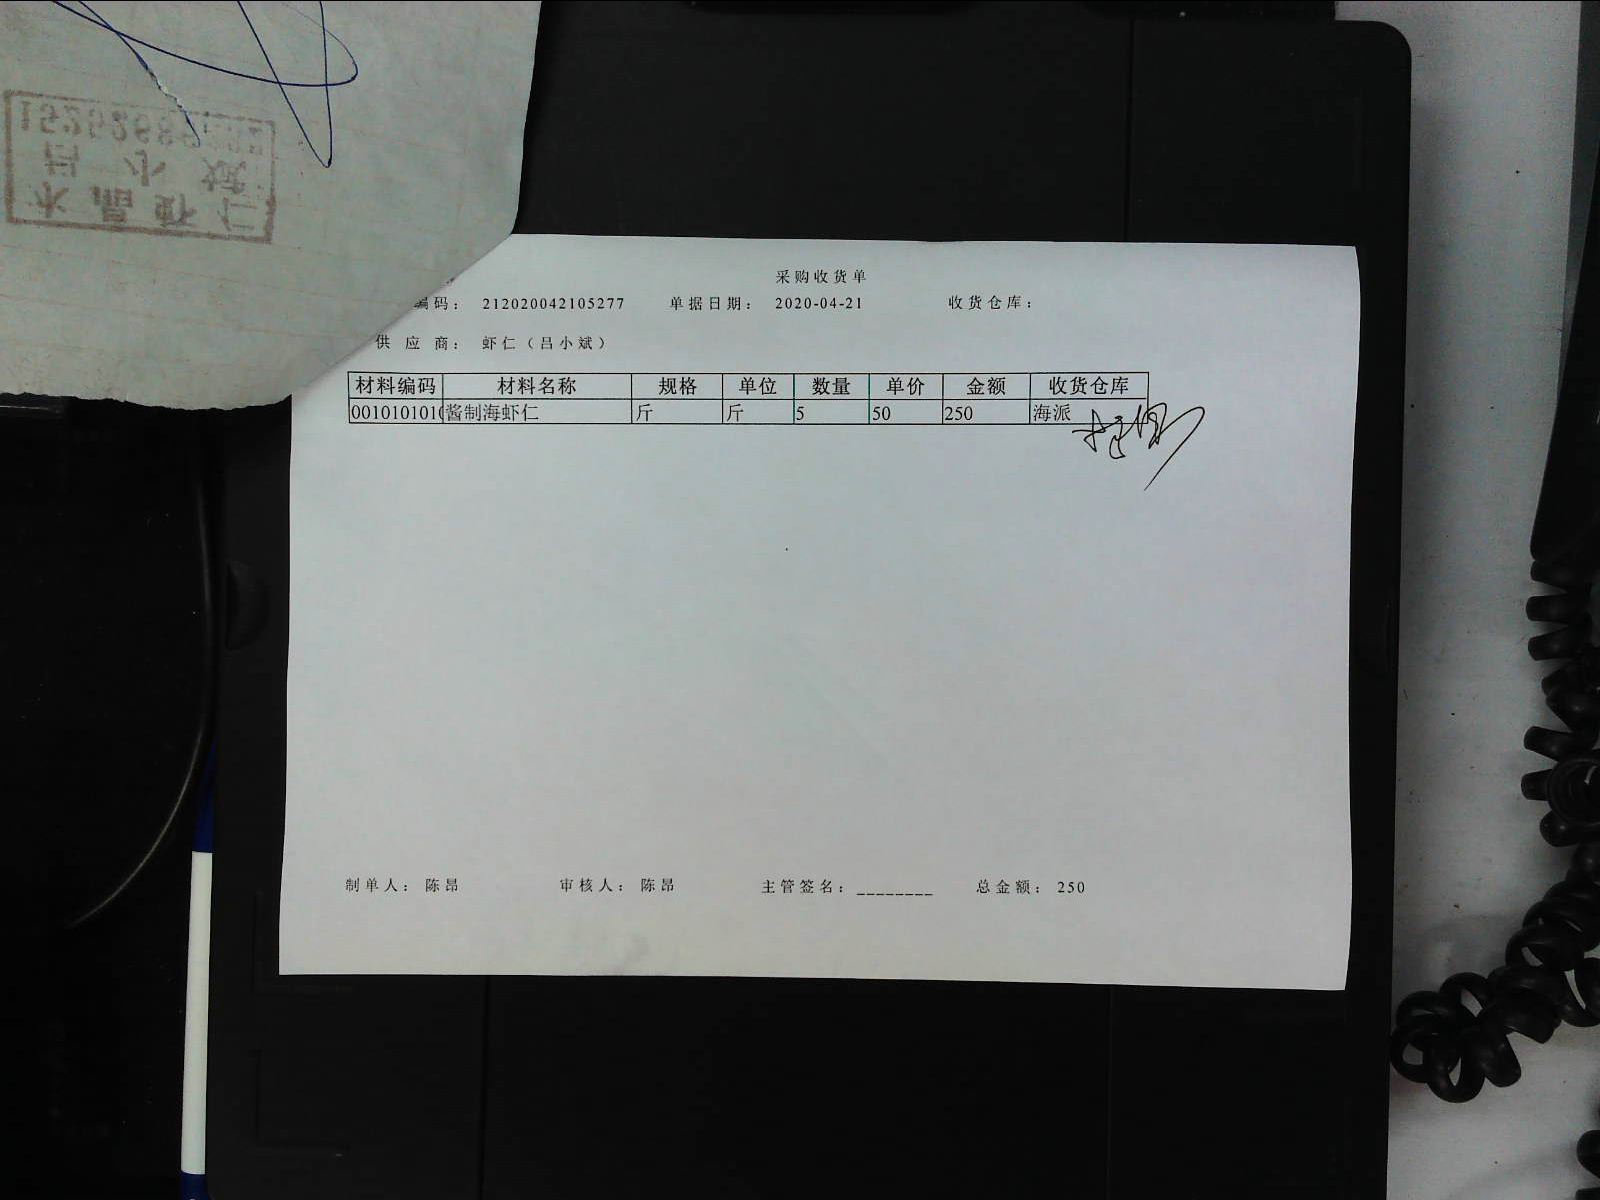 采购收货单
编码： 212020042105277 单据日期： 2020-04-21 收货仓库：
供应商： 虾仁（吕小斌）
材料编码 材料名称 规格 单位 数量 单价 金额 收货仓库
0010101010 酱制海虾仁 斤 斤 5 50 250 海派
制单人： 陈昂 审核人： 陈昂 主管签名：________ 总金额： 250